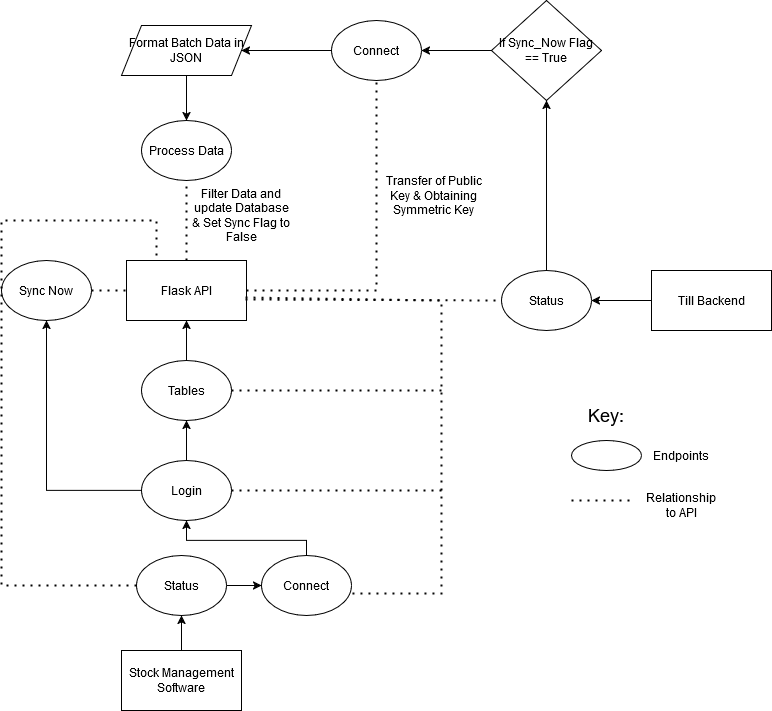 Format Batch Data in
JSON
Connect
If Sync_Now Flag
== True
Process Data
Filter Data and
update Database
& Set Sync Flag to
False
Transfer of Public
Key & Obtaining
Symmetric Key
Sync Now
Flask API
Status
Till Backend
Tables
Key:
Endpoints
Login
Relationship
to API
Status
Connect
Stock Management
Software